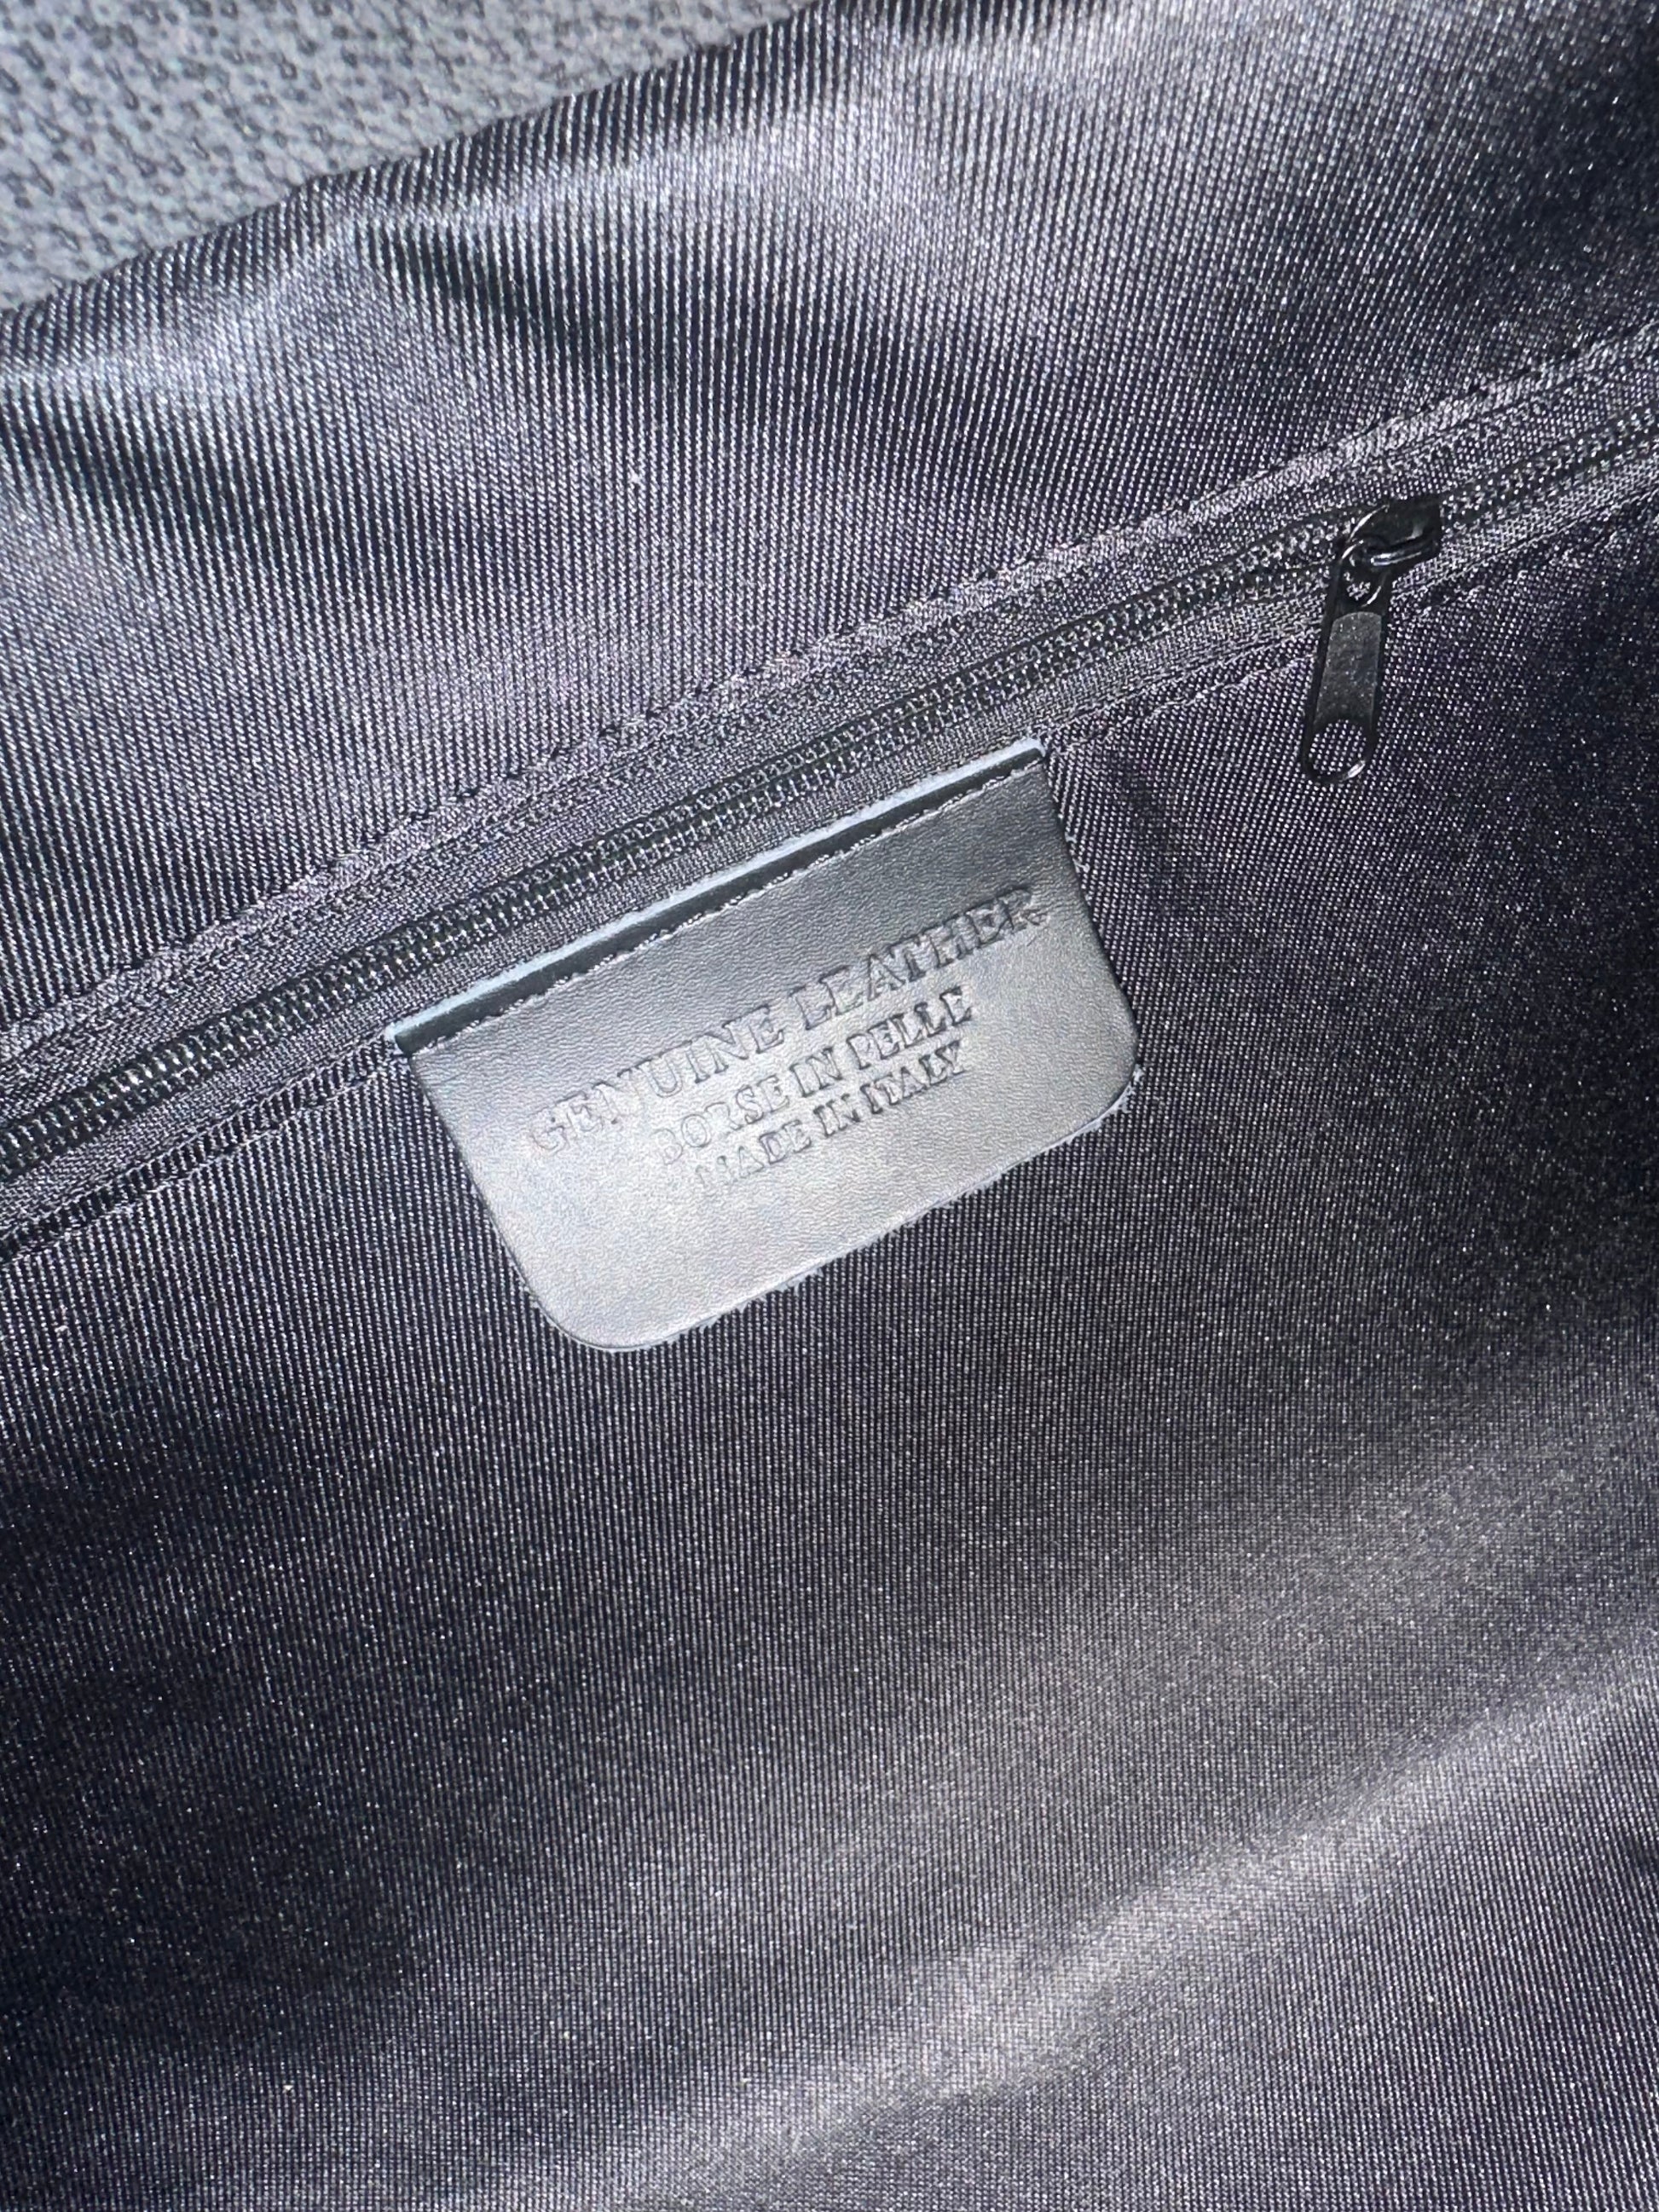 GENUINE LEATHER
BORSE IN PELLE
MADE IN ITALY